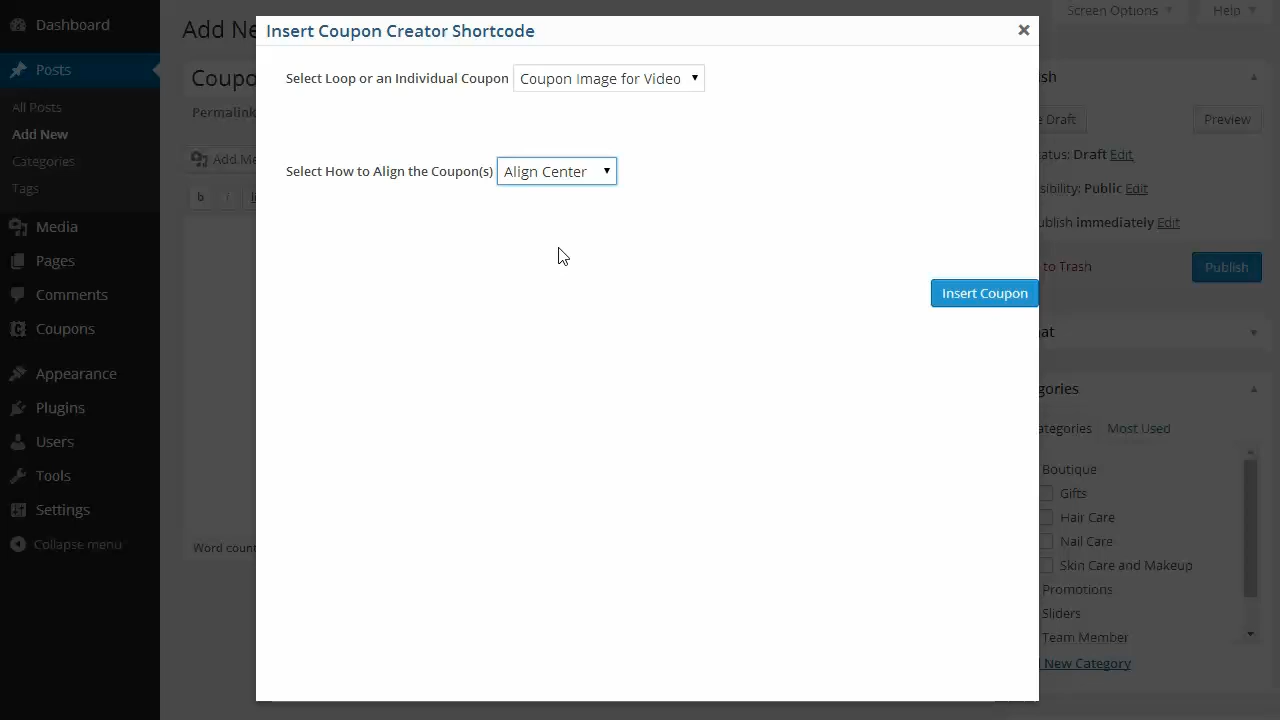 Dashboard
Posts
All Posts
Add New
Categories
Tags
Media
Pages
Comments
Coupons
Appearance
Plugins
Users
Tools
Settings
Collapse menu
Add Ne
Coupo
Permalink
Add Me
b
i
Word count
Insert Coupon Creator Shortcode
Select Loop or an Individual Coupon Coupon Image for Video
Select How to Align the Coupon(s) Align Center
Insert Coupon
Screen Options
Help
sh
e Draft
Preview
atus: Draft Edit
sibility: Public Edit
ublish immediately Edit
to Trash
Publish
at
gories
ategories
Most Used
Boutique
Gifts
Hair Care
Nail Care
Skin Care and Makeup
Promotions
Sliders
Team Member
New Category